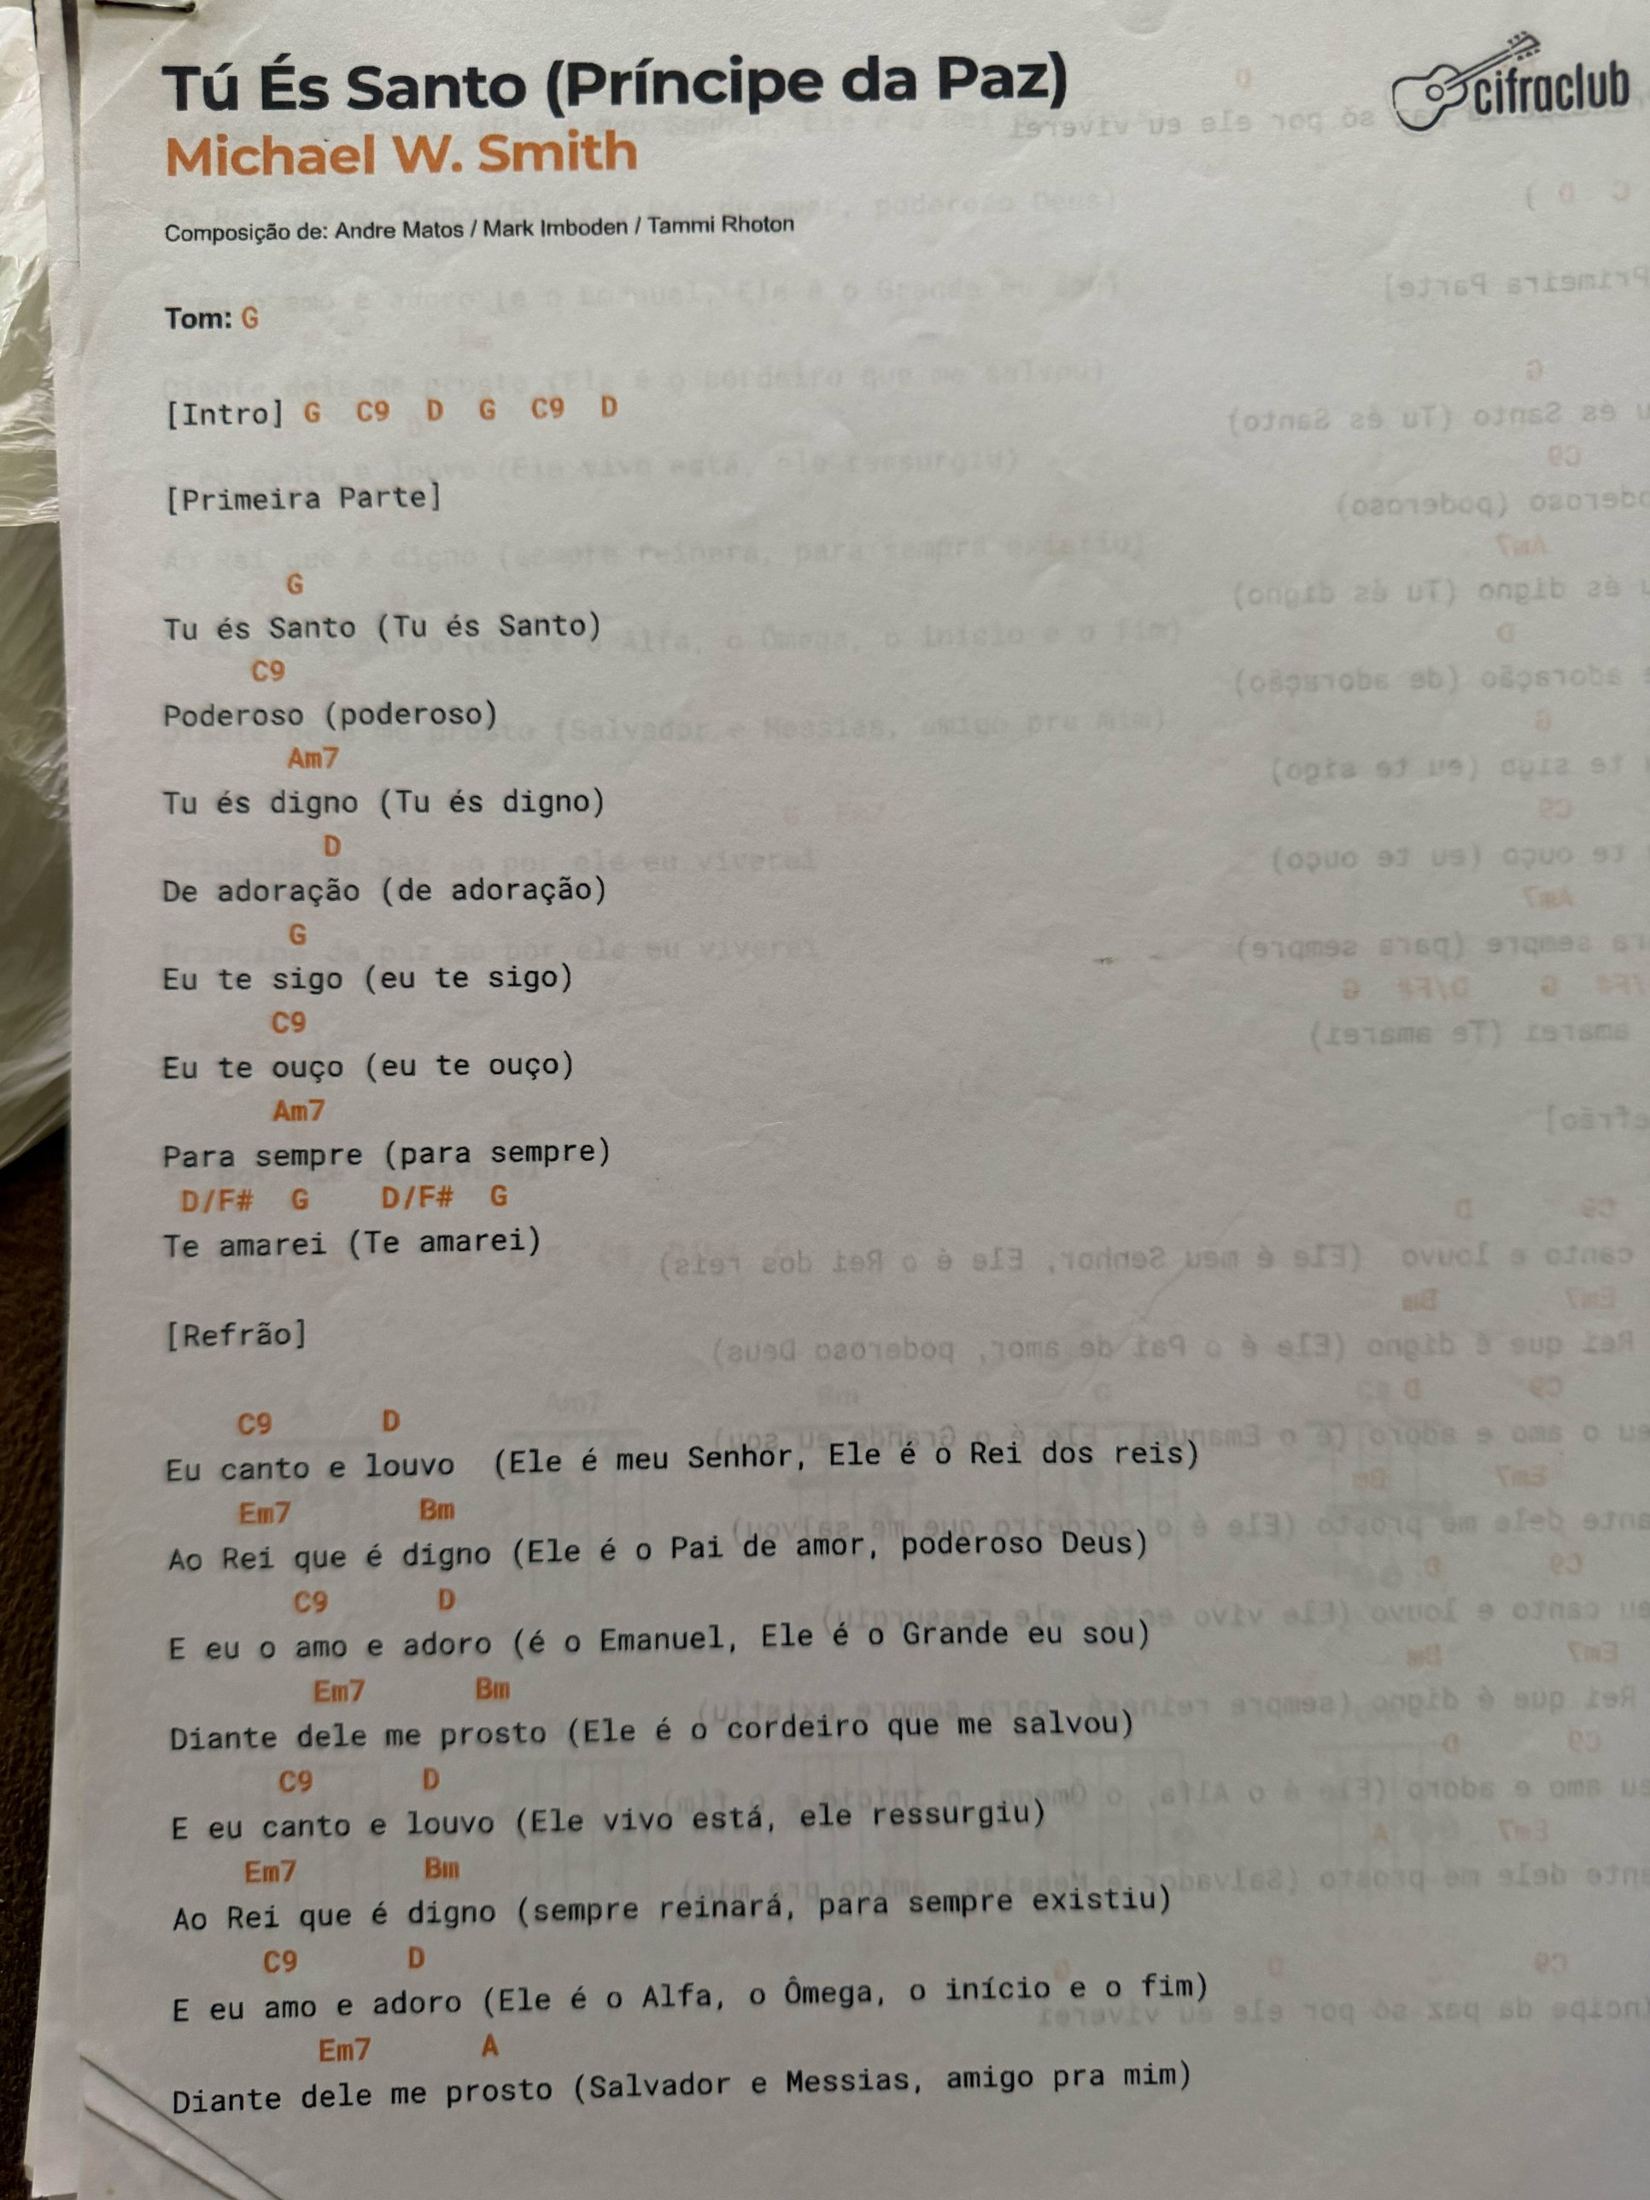 Tú És Santo (Príncipe da Paz)
cifraclub
Michael W. Smith
Composição de: Andre Matos / Mark Imboden / Tammi Rhoton
Tom: G
[Intro] G C9 D G C9 D
[Primeira Parte]
G
Tu és Santo (Tu és Santo)
C9
Poderoso (poderoso)
Am7
Tu és digno (Tu és digno)
D
De adoração (de adoração)
G
Eu te sigo (eu te sigo)
C9
Eu te ouço (eu te ouço)
Am7
Para sempre (para sempre)
D/F# G D/F# G
Te amarei (Te amarei)
[Refrão]
C9 D
Eu canto e louvo (Ele é meu Senhor, Ele é o Rei dos reis)
Em7 Bm
Ao Rei que é digno (Ele é o Pai de amor, poderoso Deus)
C9 D
E eu o amo e adoro (é o Emanuel, Ele é o Grande eu sou)
Em7 Bm
Diante dele me prosto (Ele é o cordeiro que me salvou)
C9 D
E eu canto e louvo (Ele vivo está, ele ressurgiu)
Em7 Bm
Ao Rei que é digno (sempre reinará, para sempre existiu)
C9 D
E eu amo e adoro (Ele é o Alfa, o Ômega, o início e o fim)
Em7 A
Diante dele me prosto (Salvador e Messias, amigo pra mim)